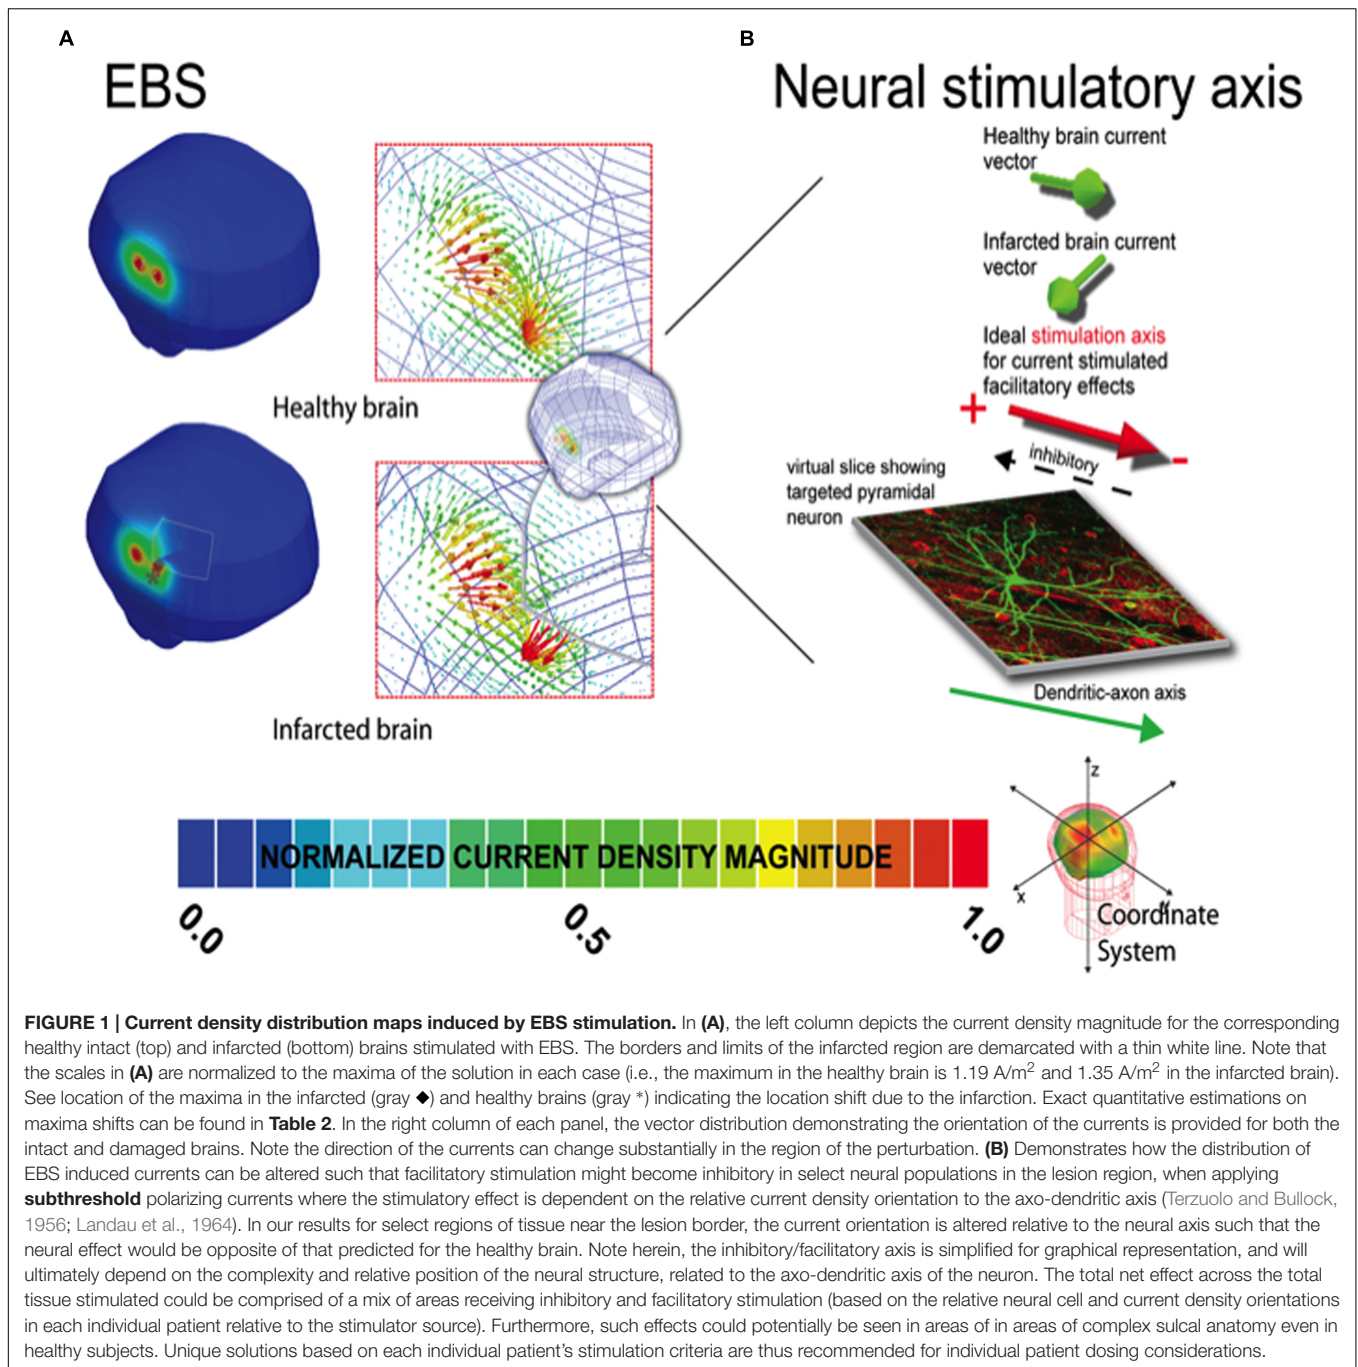 A
EBS
Healthy brain
Infarcted brain
B
Neural stimulatory axis
Healthy brain current
vector
Infarcted brain current
vector
Ideal stimulation axis
for current stimulated
facilitatory effects
+
-
inhibitory
virtual slice showing
targeted pyramidal
neuron
Dendritic-axon axis
z
x
Coordinate
System
NORMALIZED CURRENT DENSITY MAGNITUDE
0.0
0.5
1.0
FIGURE 1 | Current density distribution maps induced by EBS stimulation. In (A), the left column depicts the current density magnitude for the corresponding
healthy intact (top) and infarcted (bottom) brains stimulated with EBS. The borders and limits of the infarcted region are demarcated with a thin white line. Note that
the scales in (A) are normalized to the maxima of the solution in each case (i.e., the maximum in the healthy brain is 1.19 A/m² and 1.35 A/m² in the infarcted brain).
See location of the maxima in the infarcted (gray ◆) and healthy brains (gray *) indicating the location shift due to the infarction. Exact quantitative estimations on
maxima shifts can be found in Table 2. In the right column of each panel, the vector distribution demonstrating the orientation of the currents is provided for both the
intact and damaged brains. Note the direction of the currents can change substantially in the region of the perturbation. (B) Demonstrates how the distribution of
EBS induced currents can be altered such that facilitatory stimulation might become inhibitory in select neural populations in the lesion region, when applying
subthreshold polarizing currents where the stimulatory effect is dependent on the relative current density orientation to the axo-dendritic axis (Terzuolo and Bullock,
1956; Landau et al., 1964). In our results for select regions of tissue near the lesion border, the current orientation is altered relative to the neural axis such that the
neural effect would be opposite of that predicted for the healthy brain. Note herein, the inhibitory/facilitatory axis is simplified for graphical representation, and will
ultimately depend on the complexity and relative position of the neural structure, related to the axo-dendritic axis of the neuron. The total net effect across the total
tissue stimulated could be comprised of a mix of areas receiving inhibitory and facilitatory stimulation (based on the relative neural cell and current density orientations
in each individual patient relative to the stimulator source). Furthermore, such effects could potentially be seen in areas of in areas of complex sulcal anatomy even in
healthy subjects. Unique solutions based on each individual patient's stimulation criteria are thus recommended for individual patient dosing considerations.